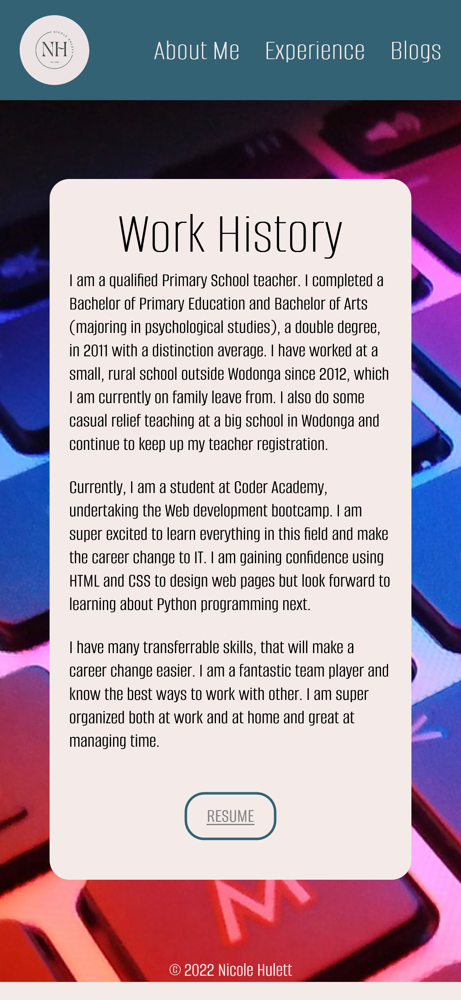 NICOLE HULETT
NH
About Me Experience Blogs
Work History
I am a qualified Primary School teacher. I completed a
Bachelor of Primary Education and Bachelor of Arts
(majoring in psychological studies), a double degree,
in 2011 with a distinction average. I have worked at a
small, rural school outside Wodonga since 2012, which
I am currently on family leave from. I also do some
casual relief teaching at a big school in Wodonga and
continue to keep up my teacher registration.
Currently, I am a student at Coder Academy,
undertaking the Web development bootcamp. I am
super excited to learn everything in this field and make
the career change to IT. I am gaining confidence using
HTML and CSS to design web pages but look forward to
learning about Python programming next.
I have many transferrable skills, that will make a
career change easier. I am a fantastic team player and
know the best ways to work with other. I am super
organized both at work and at home and great at
managing time.
RESUME
M
© 2022 Nicole Hulett